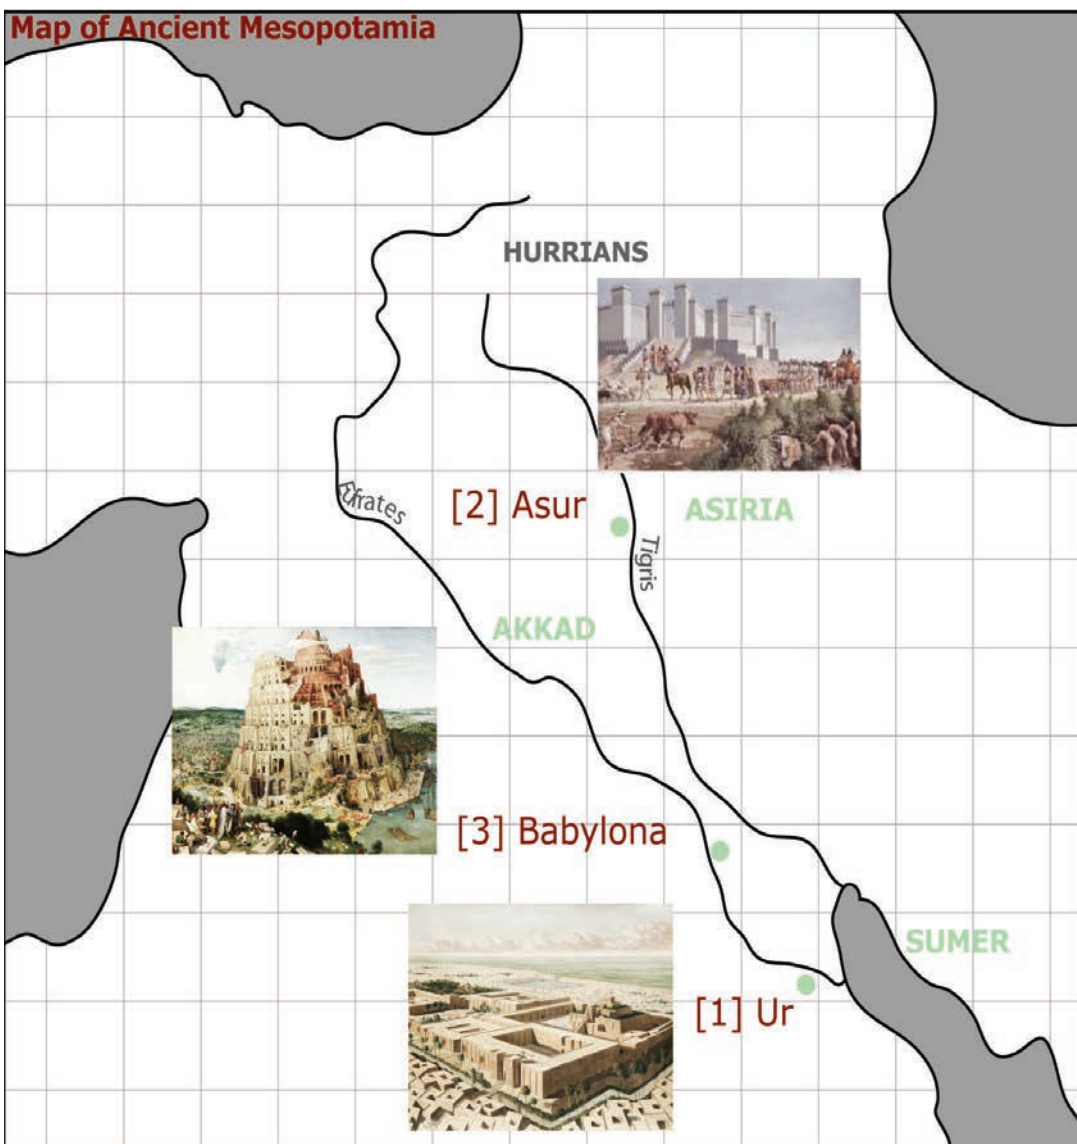 Map of Ancient Mesopotamia
HURRIANS
[2] Asur
ASIRIA
Efrates
Tigris
AKKAD
[3] Babylona
SUMER
[1] Ur